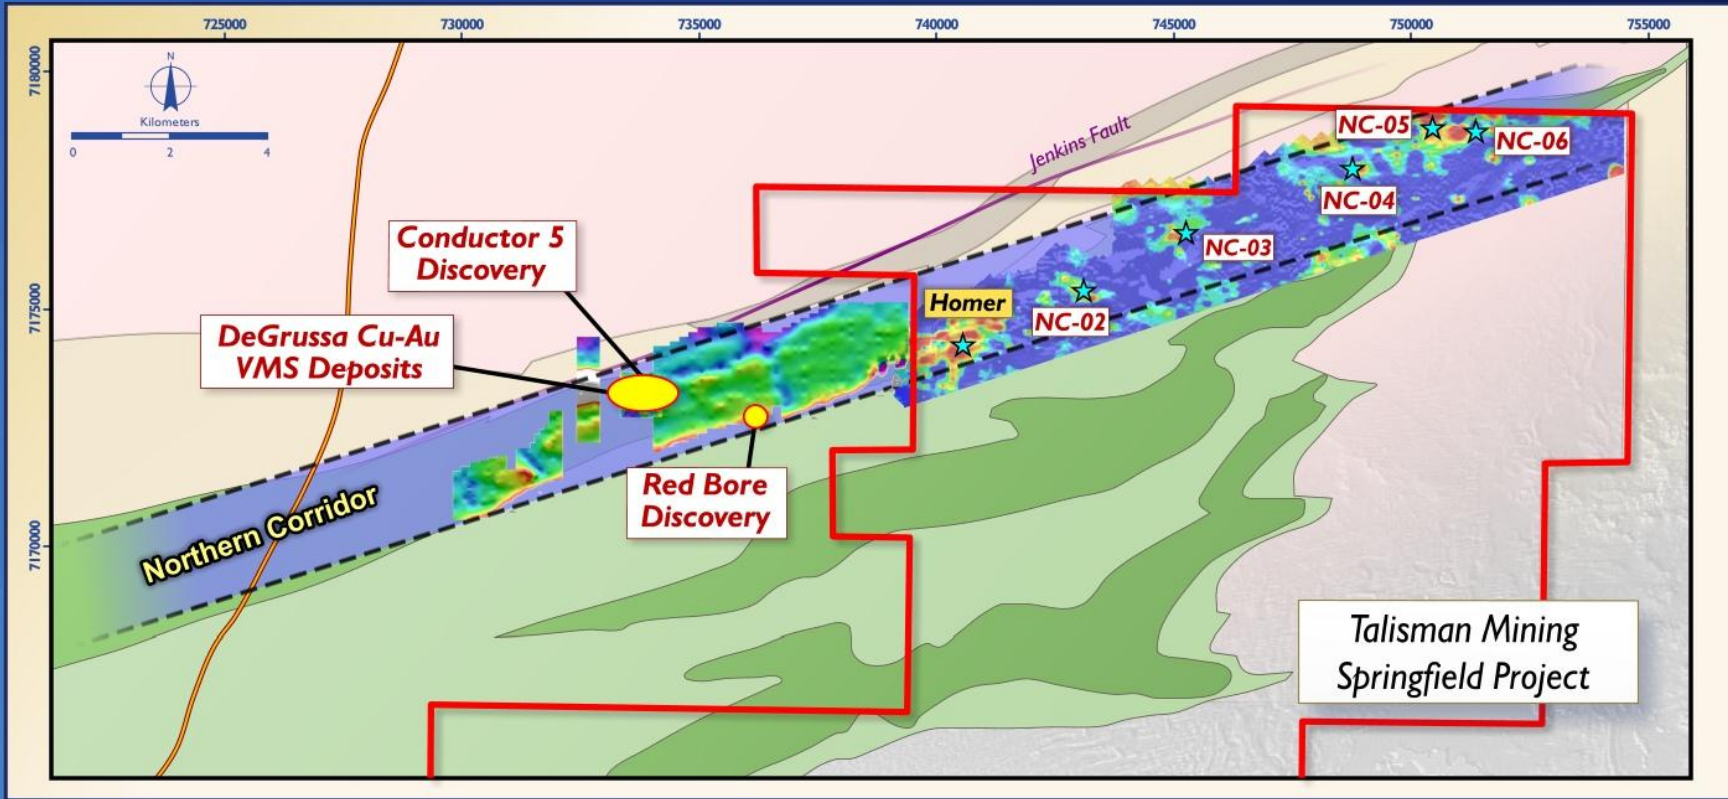 725000
730000
735000
740000
745000
750000
755000
7180000
7175000
7170000
N
Kilometers
0
2
4
Jenkins Fault
NC-05
NC-06
NC-04
NC-03
NC-02
Homer
Conductor 5
Discovery
DeGrussa Cu-Au
VMS Deposits
Red Bore
Discovery
Northern Corridor
Talisman Mining
Springfield Project